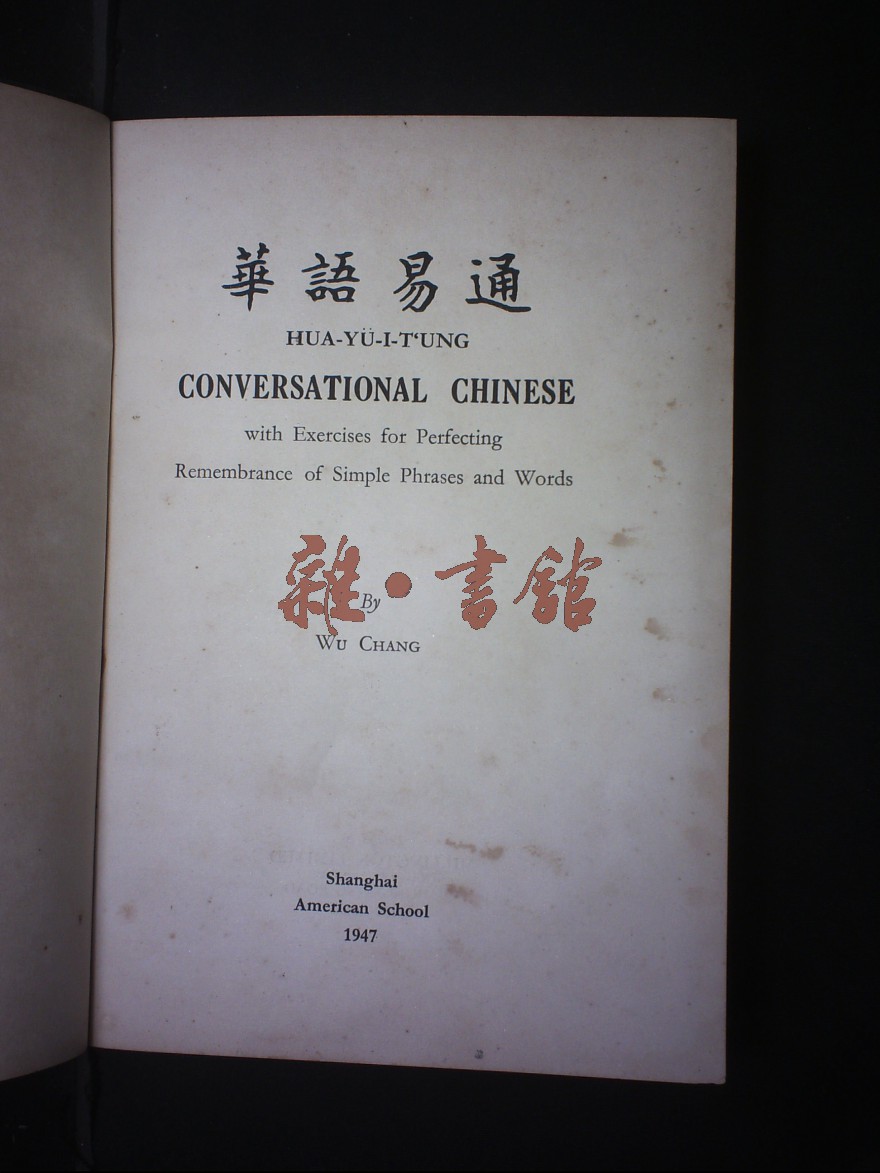 華語易通
HUA-YÜ-I-T‘UNG
CONVERSATIONAL CHINESE
with Exercises for Perfecting
Remembrance of Simple Phrases and Words
雜·書館
By
WU CHANG
Shanghai
American School
1947